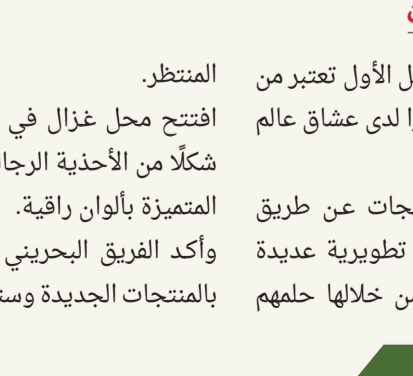 ل الأول تعتبر من
ا لدى عشاق عالم
جات عن طريق
تطويرية عديدة
ن خلالها حلمهم
المنتظر.
افتتح محل غزال في
شكلًا من الأحذية الرجا
المتميزة بألوان راقية.
وأكد الفريق البحريني
بالمنتجات الجديدة وسن